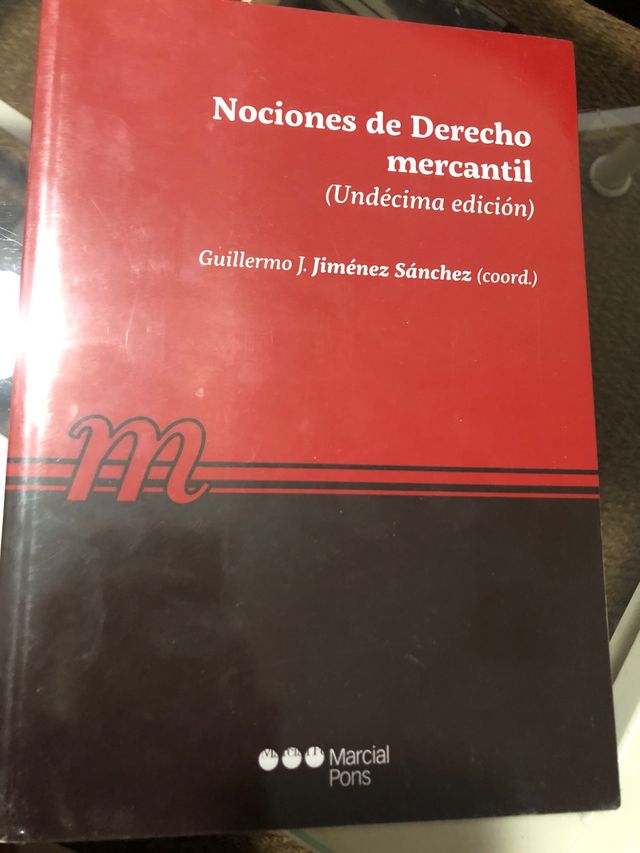 Nociones de Derecho
mercantil
(Undécima edición)
Guillermo J. Jiménez Sánchez (coord.)
m
Marcial
Pons